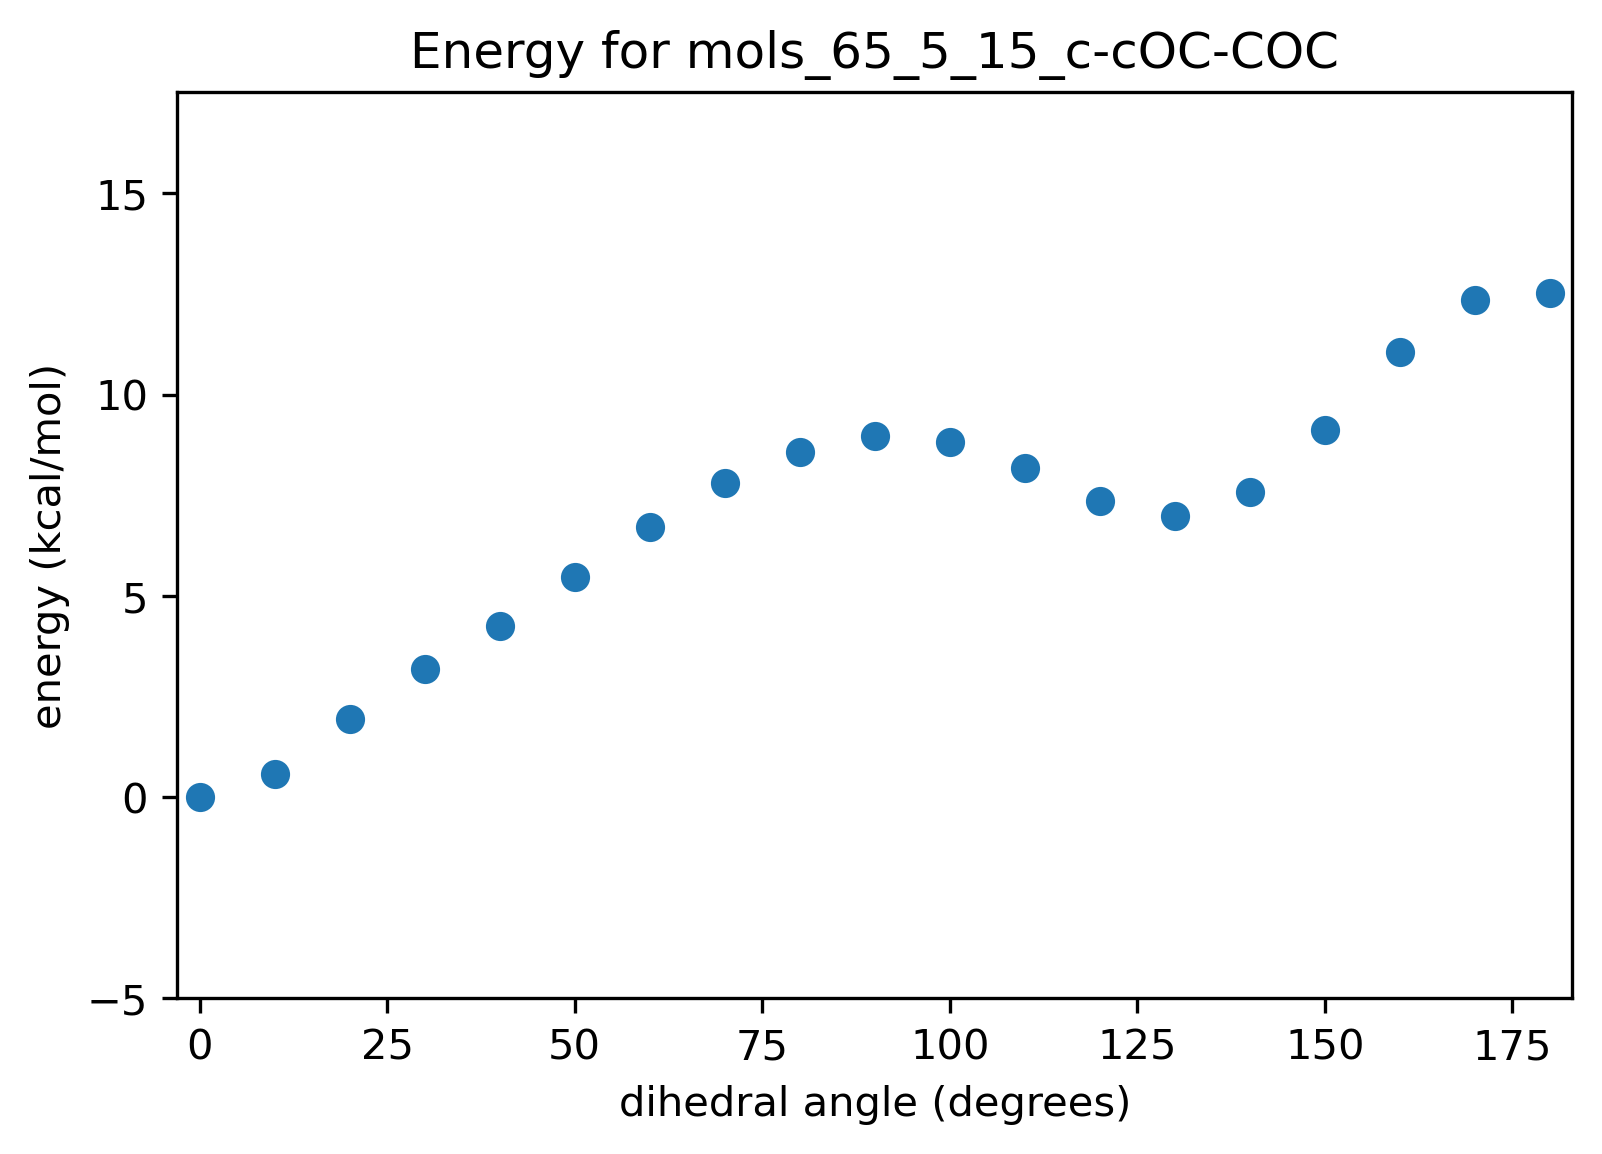 Energy for mols_65_5_15_c-cOC-COC
15
10
5
0
−5
energy (kcal/mol)
0 25 50 75 100 125 150 175
dihedral angle (degrees)